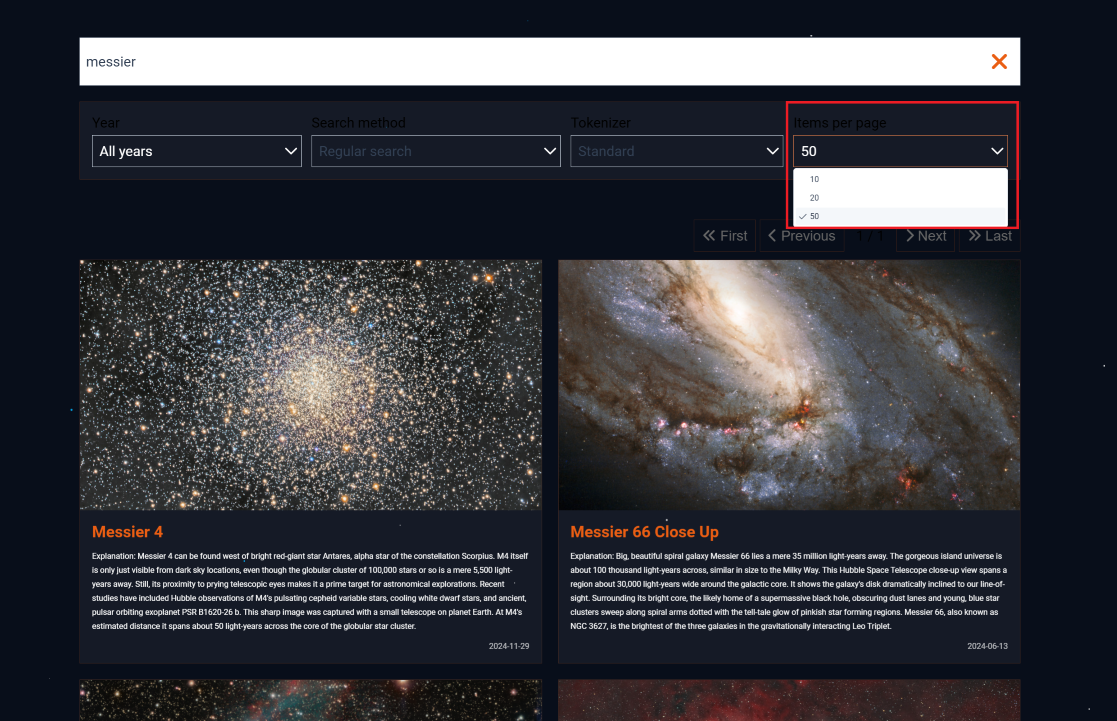 messier
Year
Search method
Tokenizer
Items per page
All years
Regular search
Standard
50
10
20
50
First
Previous
1 / 1
Next
Last
Messier 4
Explanation: Messier 4 can be found west of bright red-giant star Antares, alpha star of the constellation Scorpius. M4 itself
is only just visible from dark sky locations, even though the globular cluster of 100,000 stars or so is a mere 5,500 light-
years away. Still, its proximity to prying telescopic eyes makes it a prime target for astronomical explorations. Recent
studies have included Hubble observations of M4's pulsating cepheid variable stars, cooling white dwarf stars, and ancient,
pulsar orbiting exoplanet PSR B1620-26 b. This sharp image was captured with a small telescope on planet Earth. At M4's
estimated distance it spans about 50 light-years across the core of the globular star cluster.
2024-11-29
Messier 66 Close Up
Explanation: Big, beautiful spiral galaxy Messier 66 lies a mere 35 million light-years away. The gorgeous island universe is
about 100 thousand light-years across, similar in size to the Milky Way. This Hubble Space Telescope close-up view spans a
region about 30,000 light-years wide around the galactic core. It shows the galaxy's disk dramatically inclined to our line-of-
sight. Surrounding its bright core, the likely home of a supermassive black hole, obscuring dust lanes and young, blue star
clusters sweep along spiral arms dotted with the tell-tale glow of pinkish star forming regions. Messier 66, also known as
NGC 3627, is the brightest of the three galaxies in the gravitationally interacting Leo Triplet.
2024-06-13